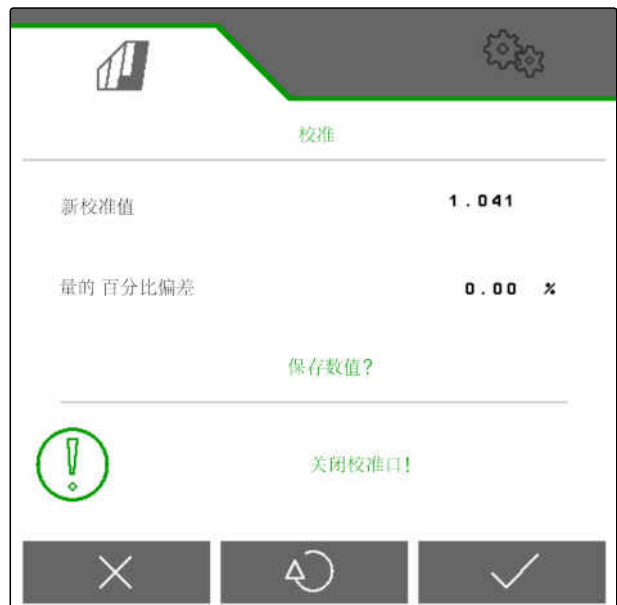 校准
新校准值 1.041
量的 百分比偏差 0.00 %
保存数值?
关闭校准口!